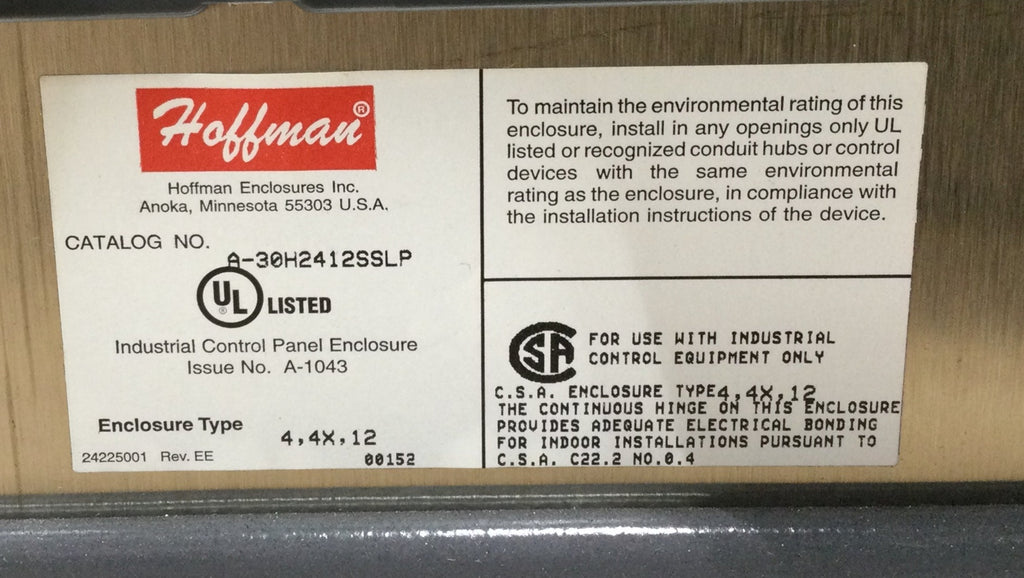 Hoffman®
Hoffman Enclosures Inc.
Anoka, Minnesota 55303 U.S.A.
CATALOG NO.
A-30H2412SSLP
UL® LISTED
Industrial Control Panel Enclosure
Issue No. A-1043
Enclosure Type
4,4X,12
24225001 Rev. EE
00152
To maintain the environmental rating of this
enclosure, install in any openings only UL
listed or recognized conduit hubs or control
devices with the same environmental
rating as the enclosure, in compliance with
the installation instructions of the device.
CSA
FOR USE WITH INDUSTRIAL
CONTROL EQUIPMENT ONLY
C.S.A. ENCLOSURE TYPE 4,4X,12
THE CONTINUOUS HINGE ON THIS ENCLOSURE
PROVIDES ADEQUATE ELECTRICAL BONDING
FOR INDOOR INSTALLATIONS PURSUANT TO
C.S.A. C22.2 NO.0.4